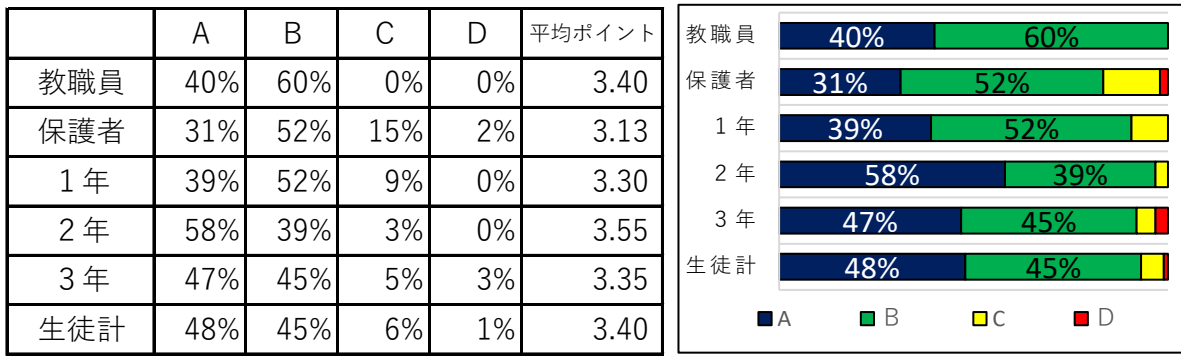 A B C D 平均ポイント
教職員 40% 60% 0% 0% 3.40
保護者 31% 52% 15% 2% 3.13
１年 39% 52% 9% 0% 3.30
２年 58% 39% 3% 0% 3.55
３年 47% 45% 5% 3% 3.35
生徒計 48% 45% 6% 1% 3.40
教職員 40% 60%
保護者 31% 52%
１年 39% 52%
２年 58% 39%
３年 47% 45%
生徒計 48% 45%
A B C D